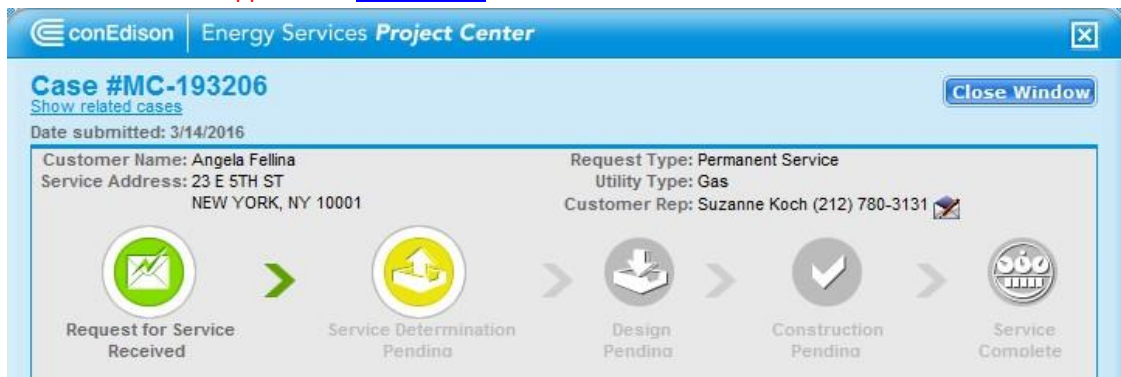 conEdison Energy Services Project Center
Case #MC-193206
Close Window
Show related cases
Date submitted: 3/14/2016
Customer Name: Angela Fellina
Service Address: 23 E 5TH ST
NEW YORK, NY 10001
Request Type: Permanent Service
Utility Type: Gas
Customer Rep: Suzanne Koch (212) 780-3131
Request for Service
Received
Service Determination
Pending
Design
Pending
Construction
Pending
Service
Complete